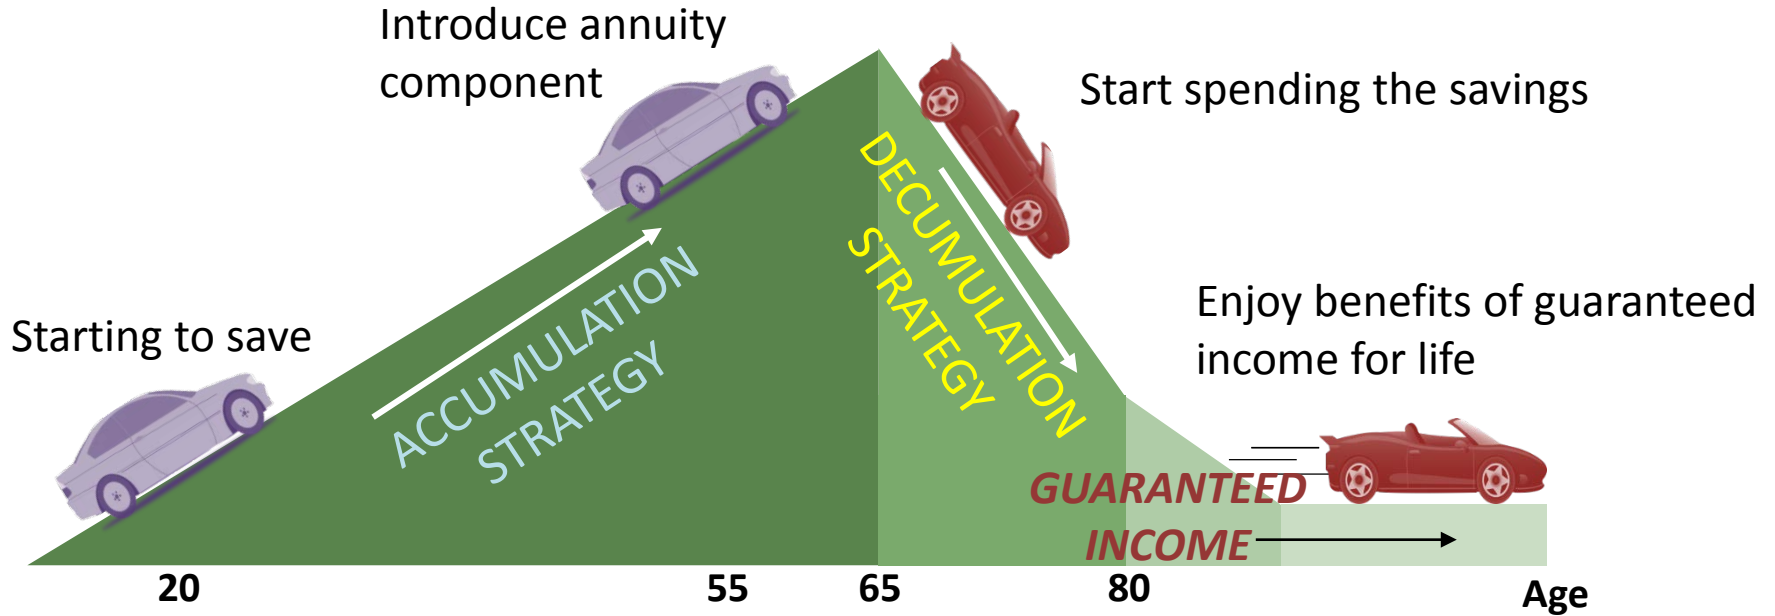 Introduce annuity
component
Start spending the savings
Starting to save
ACCUMULATION
STRATEGY
DECUMULATION
STRATEGY
Enjoy benefits of guaranteed
income for life
GUARANTEED
INCOME
20
55
65
80
Age